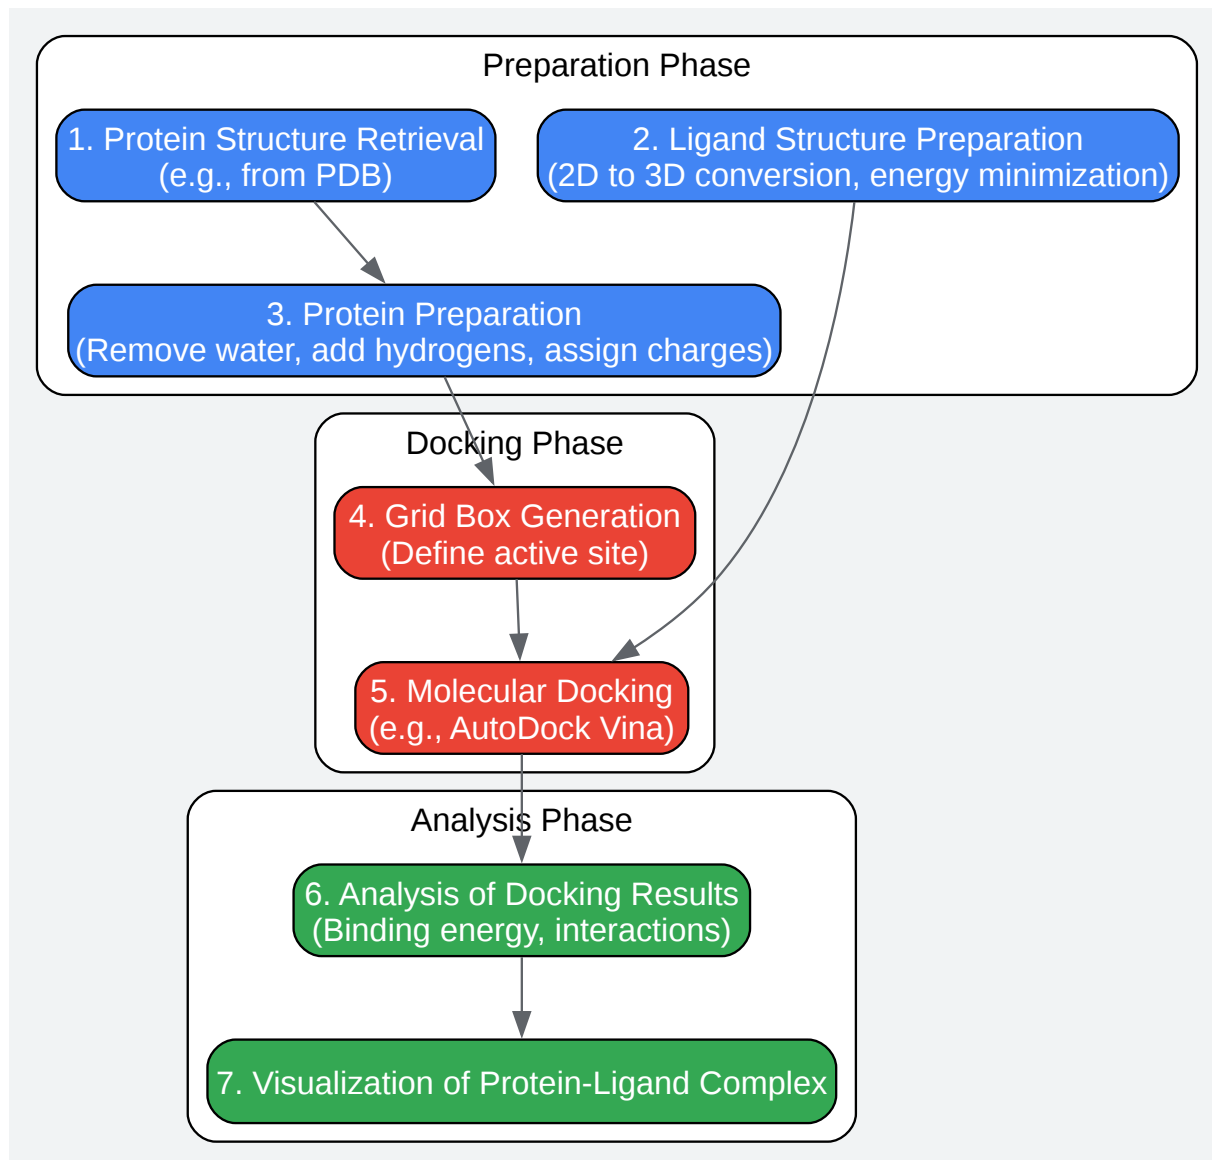 Preparation Phase
1. Protein Structure Retrieval
(e.g., from PDB)
2. Ligand Structure Preparation
(2D to 3D conversion, energy minimization)
3. Protein Preparation
(Remove water, add hydrogens, assign charges)
Docking Phase
4. Grid Box Generation
(Define active site)
5. Molecular Docking
(e.g., AutoDock Vina)
Analysis Phase
6. Analysis of Docking Results
(Binding energy, interactions)
7. Visualization of Protein-Ligand Complex